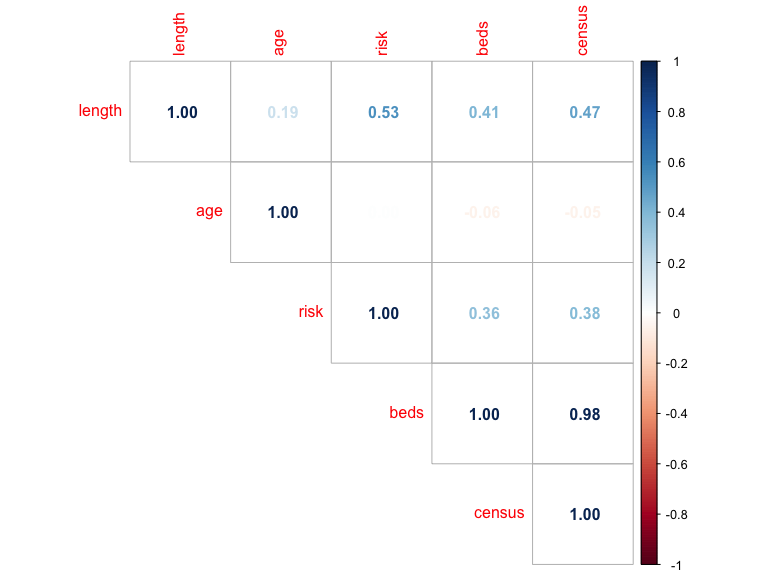 length age risk beds census
length 1.00 0.19 0.53 0.41 0.47
age 1.00 -0.06 -0.05
risk 1.00 0.36 0.38
beds 1.00 0.98
census 1.00
1
0.8
0.6
0.4
0.2
0
-0.2
-0.4
-0.6
-0.8
-1